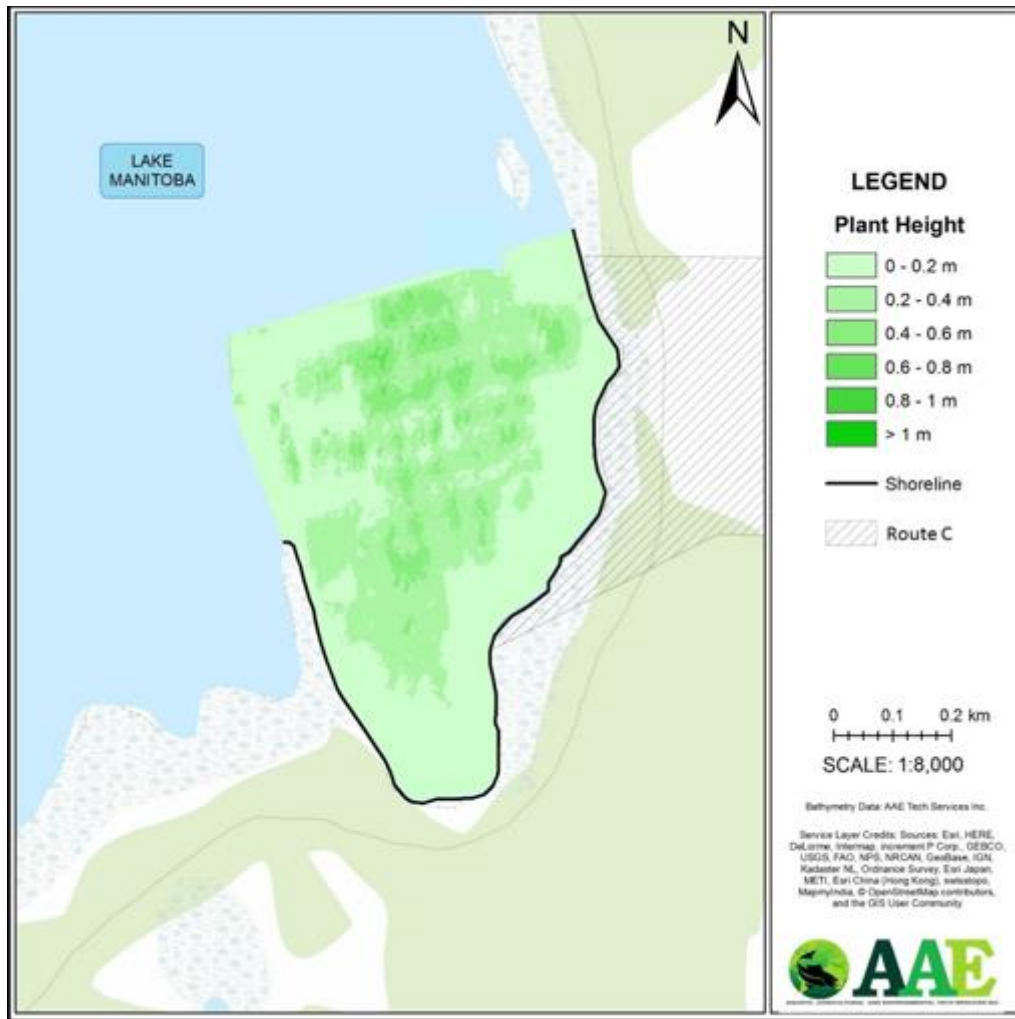 LAKE
MANITOBA
N
LEGEND
Plant Height
0 - 0.2 m
0.2 - 0.4 m
0.4 - 0.6 m
0.6 - 0.8 m
0.8 - 1 m
> 1 m
Shoreline
Route C
0 0.1 0.2 km
SCALE: 1:8,000
Bathymetry Data: AAE Tech Services Inc.
Service Layer Credits: Sources: Esri, HERE,
DeLorme, Intermap, increment P Corp., GEBCO,
USGS, FAO, NPS, NRCAN, GeoBase, IGN,
Kadaster NL, Ordnance Survey, Esri Japan,
METI, Esri China (Hong Kong), swisstopo,
MapmyIndia, © OpenStreetMap contributors,
and the GIS User Community
AAE